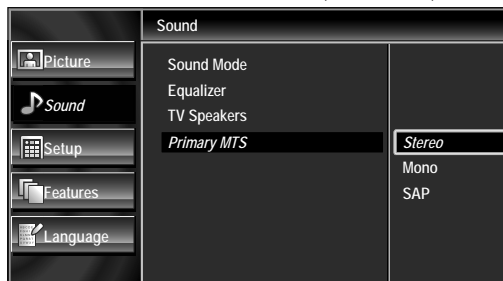 Sound
Picture
Sound
Setup
Features
Language
Sound Mode
Equalizer
TV Speakers
Primary MTS
Stereo
Mono
SAP